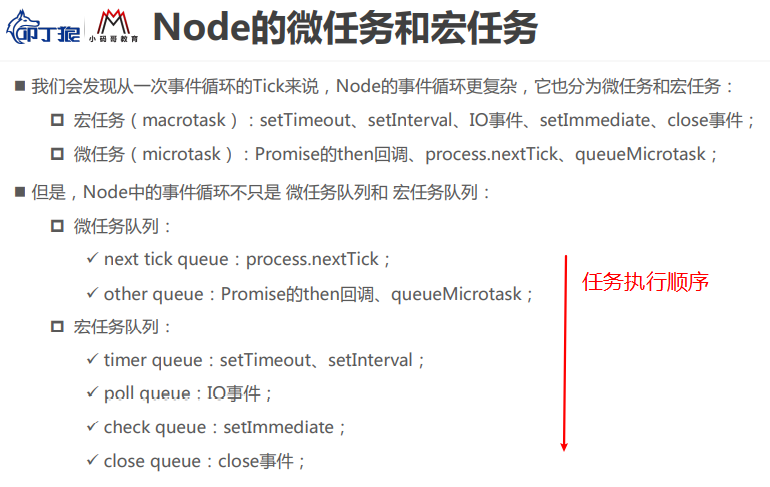 叩丁狼
小码哥教育
Node的微任务和宏任务
我们会发现从一次事件循环的Tick来说，Node的事件循环更复杂，它也分为微任务和宏任务：
宏任务（macrotask）：setTimeout、setInterval、IO事件、setImmediate、close事件；
微任务（microtask）：Promise的then回调、process.nextTick、queueMicrotask；
但是，Node中的事件循环不只是 微任务队列和 宏任务队列：
微任务队列：
next tick queue：process.nextTick；
other queue：Promise的then回调、queueMicrotask；
任务执行顺序
宏任务队列：
timer queue：setTimeout、setInterval；
poll queue：IO事件；
check queue：setImmediate；
close queue：close事件；